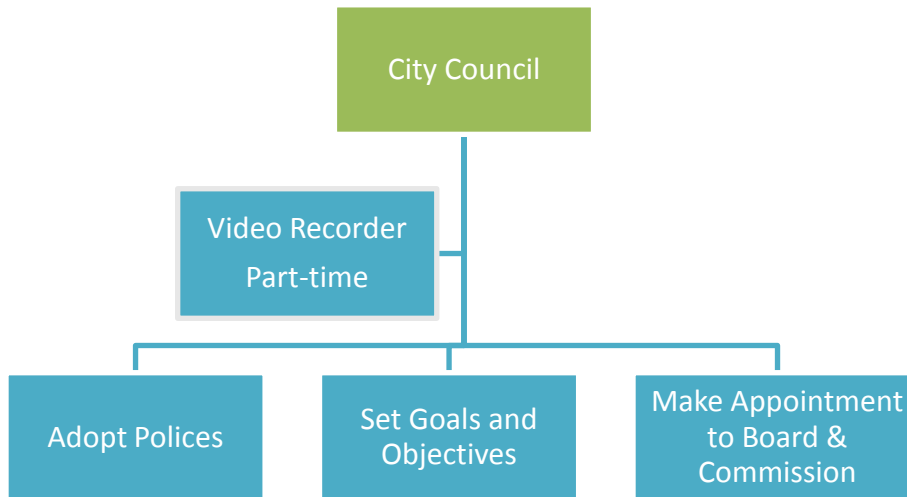 City Council
Video Recorder
Part-time
Adopt Polices
Set Goals and
Objectives
Make Appointment
to Board &
Commission